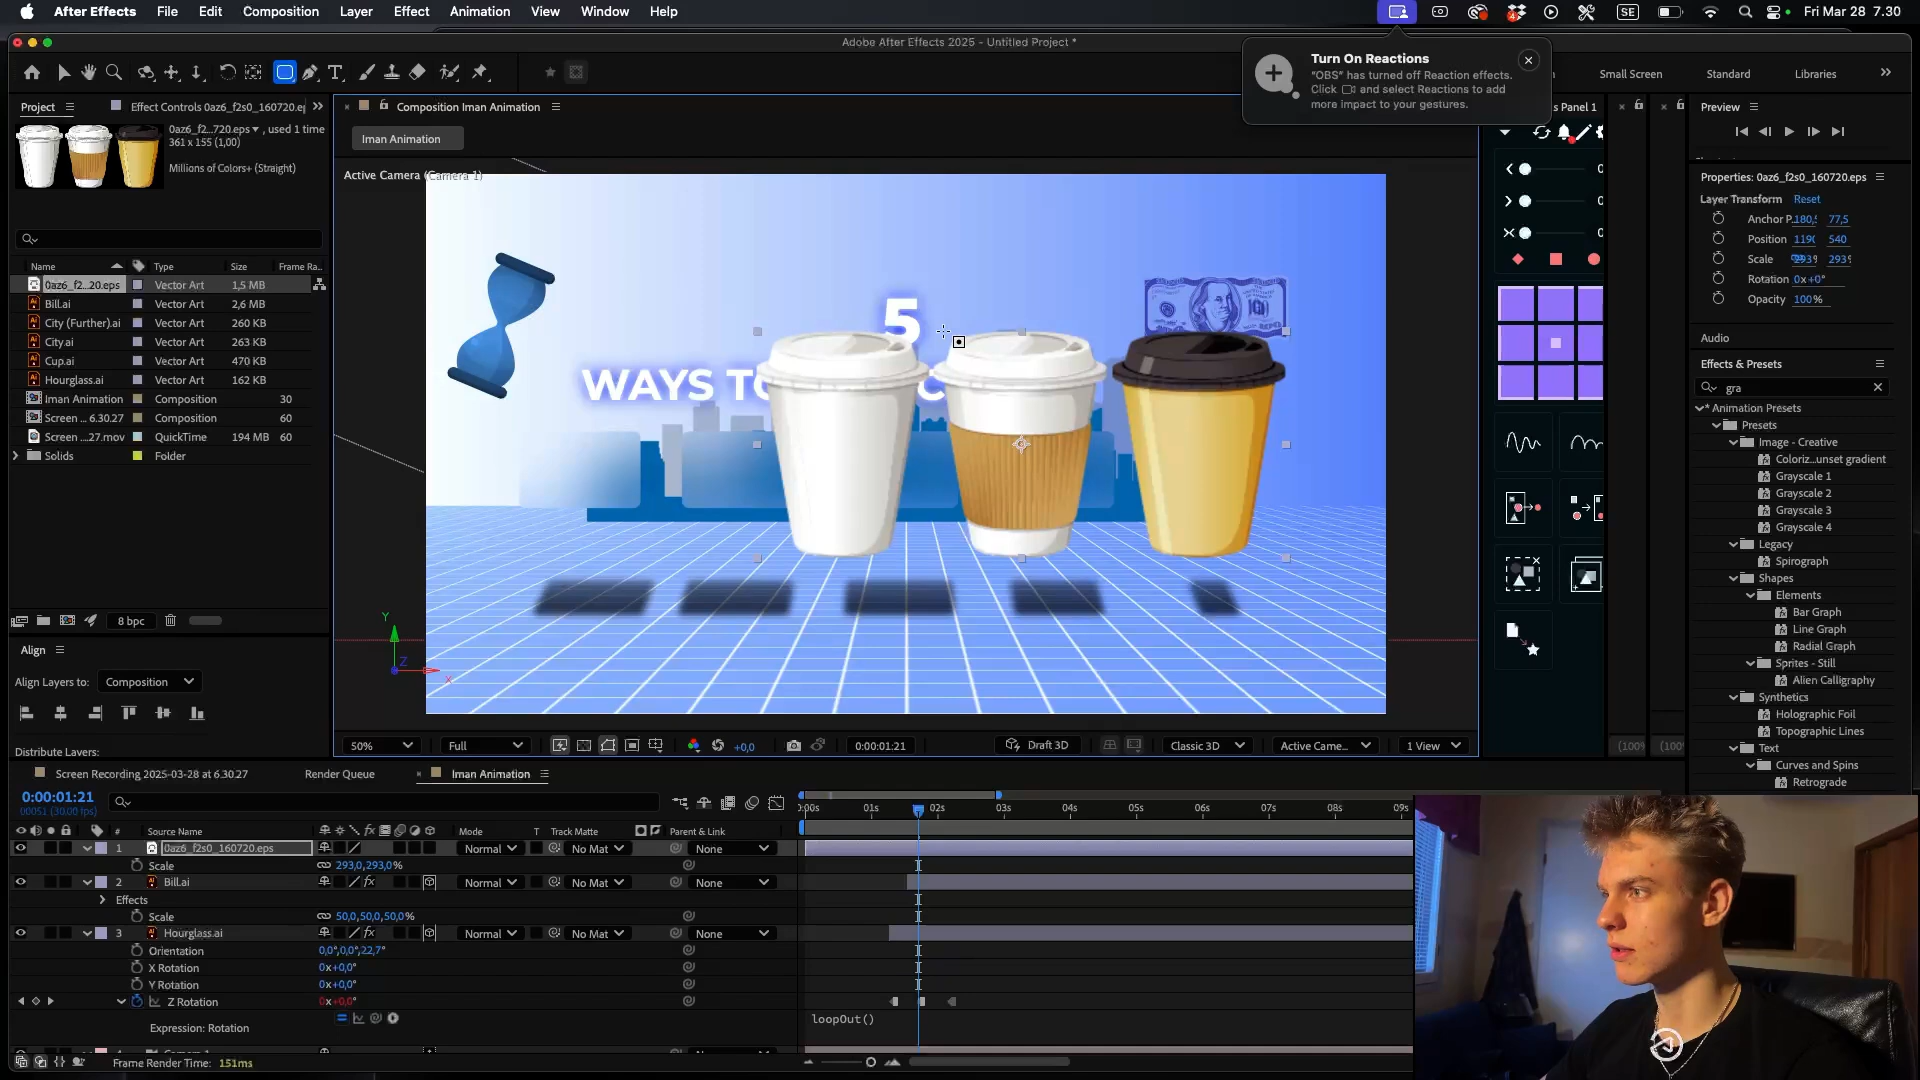 After Effects File Edit Composition Layer Effect Animation View Window Help
SE Fri Mar 28 7.30
Adobe After Effects 2025 - Untitled Project *
Turn On Reactions
"OBS" has turned off Reaction effects.
Click and select Reactions to add
more impact to your gestures.
Small Screen Standard Libraries
Project Effect Controls 0az6_f2s0_160720.e
Composition Iman Animation
s Panel 1
Preview
0az6_f2...720.eps , used 1 time
361 x 155 (1,00)
Millions of Colors+ (Straight)
Iman Animation
Active Camera (Camera 1)
Properties: 0az6_f2s0_160720.eps
Layer Transform Reset
Anchor P. 180,5 77,5
Position 1190 540
Scale 293 293
Rotation 0x+0°
Opacity 100%
Audio
Effects & Presets
gra
Name Type Size Frame Ra...
0az6_f2...20.eps Vector Art 1,5 MB
Bill.ai Vector Art 2,6 MB
City (Further).ai Vector Art 260 KB
City.ai Vector Art 395 KB
Cup.ai Vector Art 470 KB
Hourglass.ai Vector Art 162 KB
Iman Animation Composition 30
Screen ... 6.30.27 Composition 60
Screen ....27.mov QuickTime 194 MB 60
Solids Folder
5
WAYS TO
100
* Animation Presets
Presets
Image - Creative
Coloriz...unset gradient
Grayscale 1
Grayscale 2
Grayscale 3
Grayscale 4
Legacy
Spirograph
Shapes
Elements
Bar Graph
Line Graph
Radial Graph
Sprites - Still
Alien Calligraphy
Synthetics
Holographic Foil
Topographic Lines
Text
Curves and Spins
Retrograde
8 bpc
Align
Align Layers to: Composition
Distribute Layers:
Y
Z
X
50% Full +0,0 0:00:01:21 Draft 3D Classic 3D Active Came... 1 View
(100% (100
Screen Recording 2025-03-28 at 6.30.27 Render Queue Iman Animation
0:00:01:21
00051 (30.00 fps)
0:00s 01s 02s 03s 04s 05s 06s 07s 08s 09s
# Source Name Mode T Track Matte Parent & Link
1 0az6_f2s0_160720.eps Normal No Mat None
Scale 293,0,293,0%
2 Bill.ai Normal No Mat None
Effects
Scale 50,0,50,0,50,0%
3 Hourglass.ai Normal No Mat None
Orientation 0,0°,0,0°,22,7°
X Rotation 0x+0,0°
Y Rotation 0x+0,0°
Z Rotation 0x+0,0°
Expression: Rotation loopOut()
Frame Render Time: 151ms